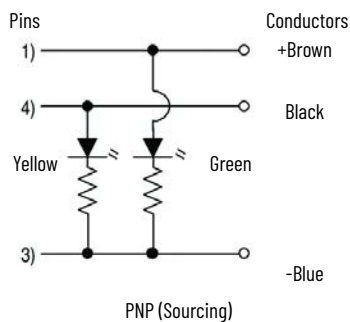 Pins Conductors
1) +Brown
4) Black
Yellow Green
3) -Blue
PNP (Sourcing)